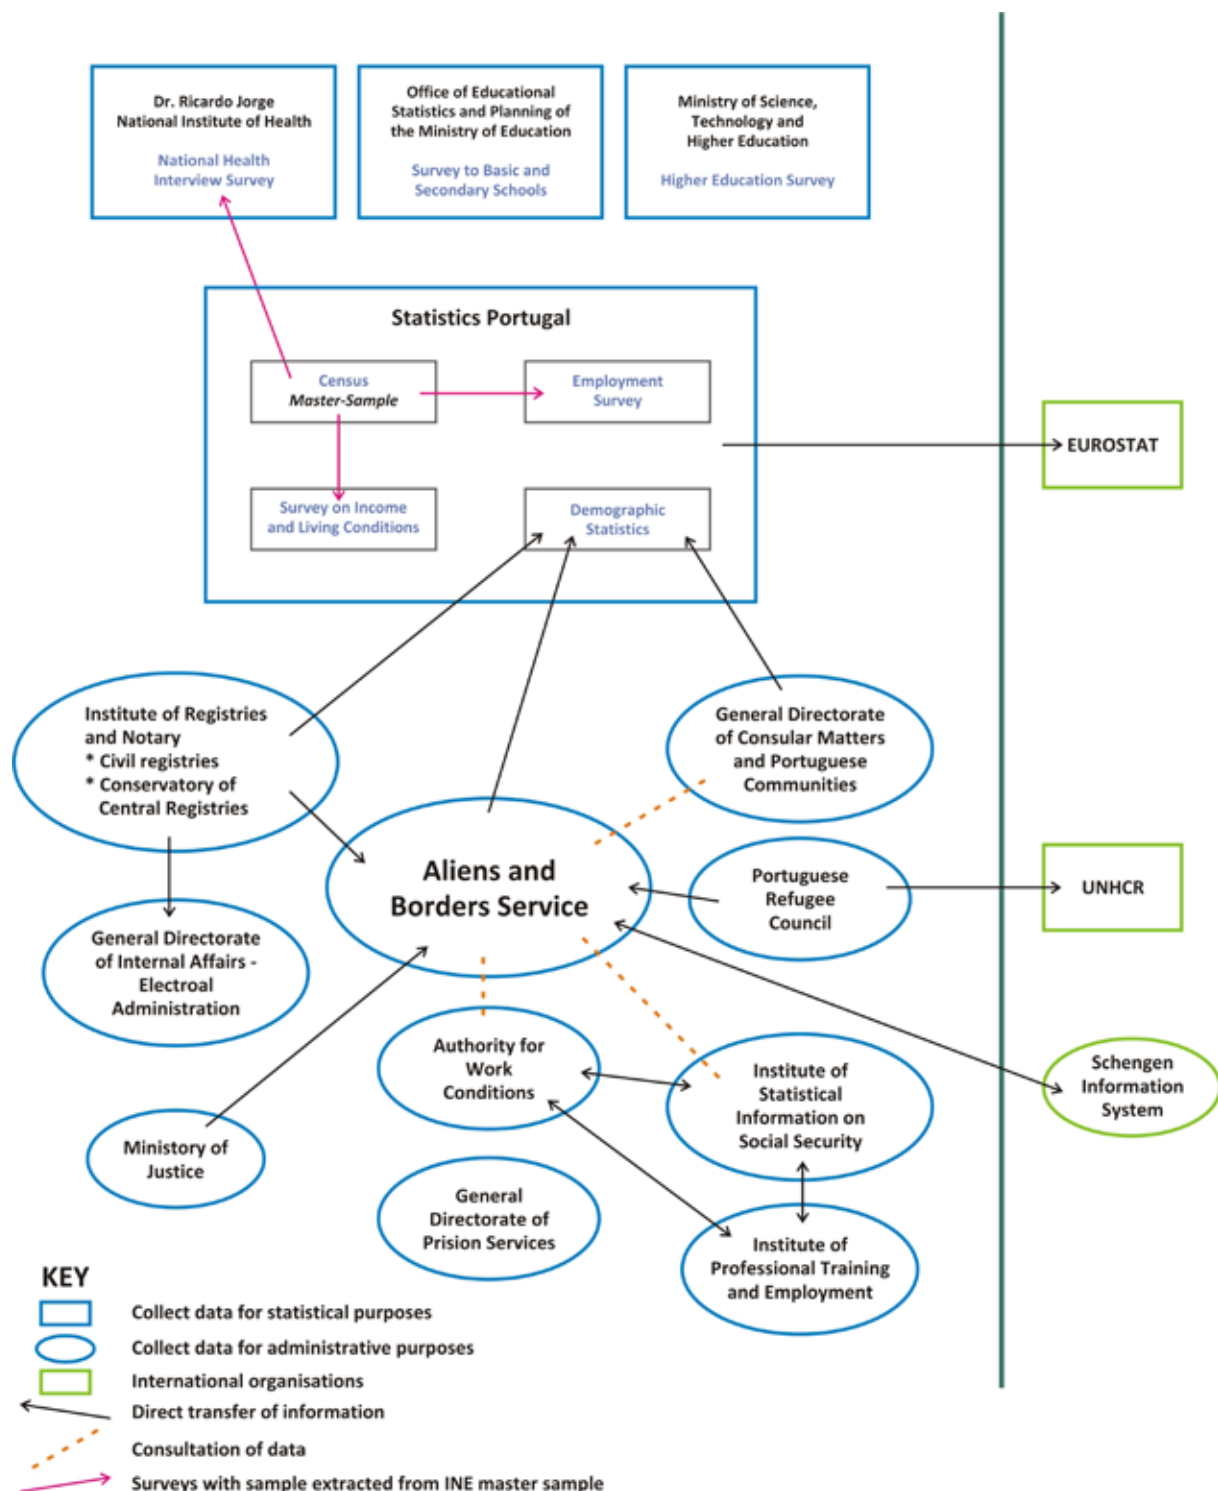 Dr. Ricardo Jorge
National Institute of Health
National Health
Interview Survey
Office of Educational
Statistics and Planning of
the Ministry of Education
Survey to Basic and
Secondary Schools
Ministry of Science,
Technology and
Higher Education
Higher Education Survey
Statistics Portugal
Census
Master-Sample
Employment
Survey
EUROSTAT
Survey on Income
and Living Conditions
Demographic
Statistics
Institute of Registries
and Notary
* Civil registries
* Conservatory of
Central Registries
General Directorate
of Consular Matters
and Portuguese
Communities
Aliens and
Borders Service
Portuguese
Refugee
Council
UNHCR
General Directorate
of Internal Affairs -
Electroal
Administration
Authority for
Work
Conditions
Institute of
Statistical
Information on
Social Security
Schengen
Information
System
Ministory of
Justice
General
Directorate of
Prision Services
Institute of
Professional Training
and Employment
KEY
Collect data for statistical purposes
Collect data for administrative purposes
International organisations
Direct transfer of information
Consultation of data
Surveys with sample extracted from INE master sample